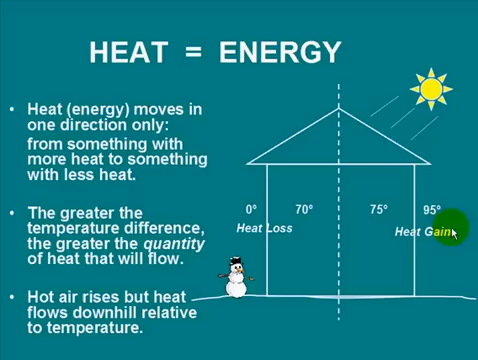 HEAT = ENERGY
• Heat (energy) moves in
one direction only:
from something with
more heat to something
with less heat.
• The greater the
temperature difference,
the greater the quantity
of heat that will flow.
• Hot air rises but heat
flows downhill relative
to temperature.
0° 70° 75° 95°
Heat Loss Heat Gain